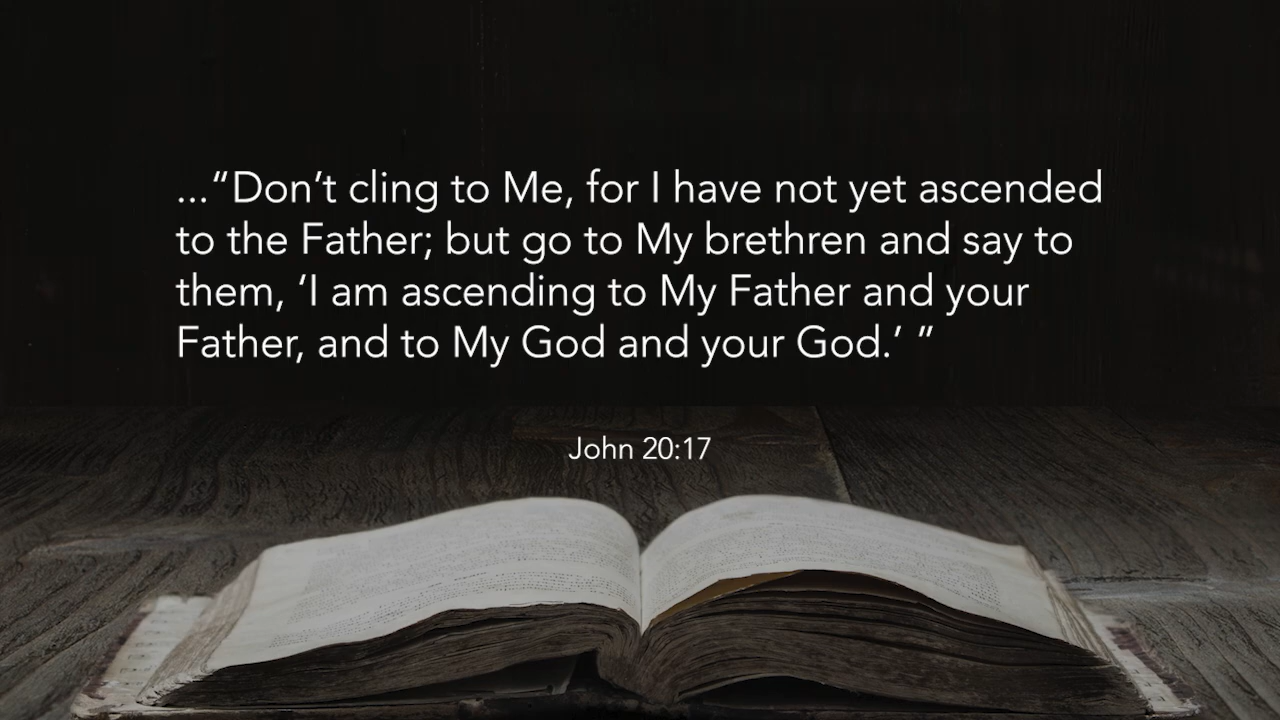 ...“Don’t cling to Me, for I have not yet ascended
to the Father; but go to My brethren and say to
them, ‘I am ascending to My Father and your
Father, and to My God and your God.’ ”
John 20:17